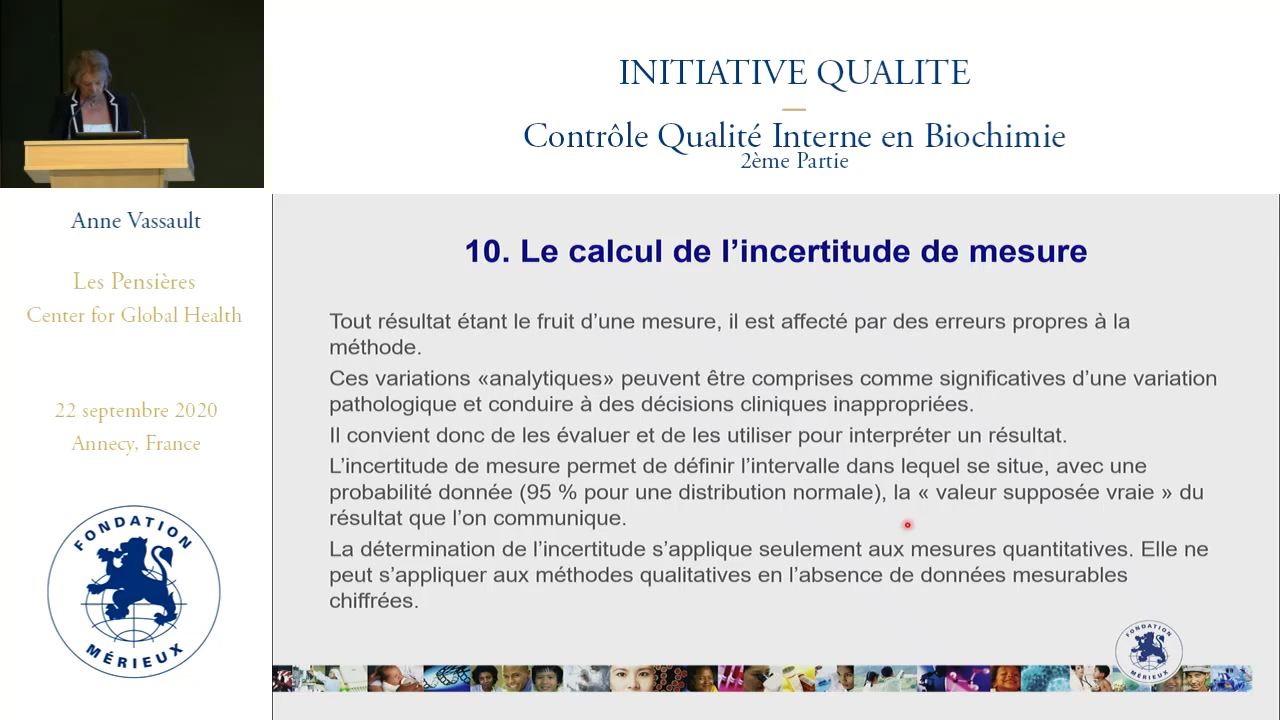 INITIATIVE QUALITE
Contrôle Qualité Interne en Biochimie
2ème Partie
Anne Vassault
Les Pensières
Center for Global Health
22 septembre 2020
Annecy, France
FONDATION
MÉRIEUX
10. Le calcul de l’incertitude de mesure
Tout résultat étant le fruit d’une mesure, il est affecté par des erreurs propres à la
méthode.
Ces variations «analytiques» peuvent être comprises comme significatives d’une variation
pathologique et conduire à des décisions cliniques inappropriées.
Il convient donc de les évaluer et de les utiliser pour interpréter un résultat.
L’incertitude de mesure permet de définir l’intervalle dans lequel se situe, avec une
probabilité donnée (95 % pour une distribution normale), la « valeur supposée vraie » du
résultat que l’on communique.
La détermination de l’incertitude s’applique seulement aux mesures quantitatives. Elle ne
peut s’appliquer aux méthodes qualitatives en l’absence de données mesurables
chiffrées.
FONDATION
MÉRIEUX